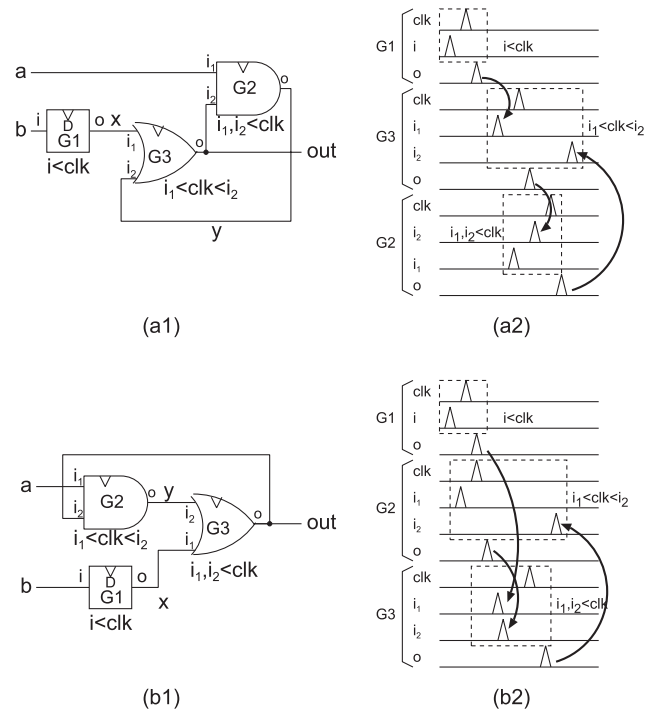 a
i₁
G2
o
i₂
i₁,i₂<clk
b
i
D
G1
o
x
i<clk
i₁
G3
i₂
o
out
i₁<clk<i₂
y
(a1)
G1
clk
i
i<clk
o
G3
clk
i₁
i₁<clk<i₂
i₂
o
G2
clk
i₂
i₁,i₂<clk
i₁
o
(a2)
a
i₁
G2
o
y
i₂
i₁<clk<i₂
i₂
G3
o
out
i₁
i₁,i₂<clk
b
i
D
G1
o
x
i<clk
(b1)
G1
clk
i
i<clk
o
G2
clk
i₁
i₁<clk<i₂
i₂
o
G3
clk
i₁
i₁,i₂<clk
i₂
o
(b2)